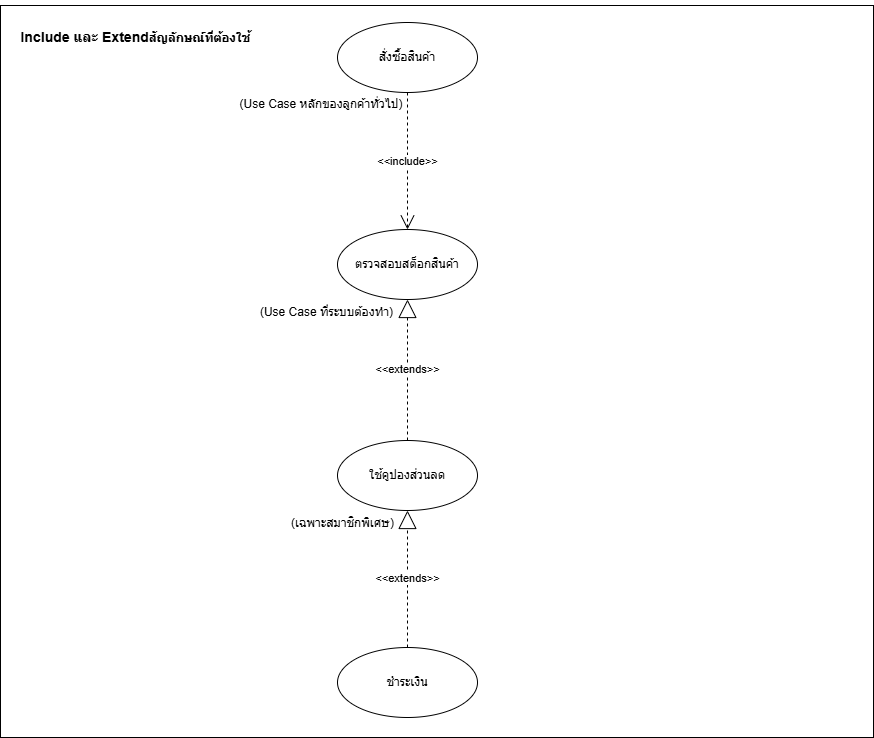 Include และ Extendสัญลักษณ์ที่ต้องใช้
สั่งซื้อสินค้า
(Use Case หลักของลูกค้าทั่วไป)
<<include>>
ตรวจสอบสต็อกสินค้า
(Use Case ที่ระบบต้องทำ)
<<extends>>
ใช้คูปองส่วนลด
(เฉพาะสมาชิกพิเศษ)
<<extends>>
ชำระเงิน